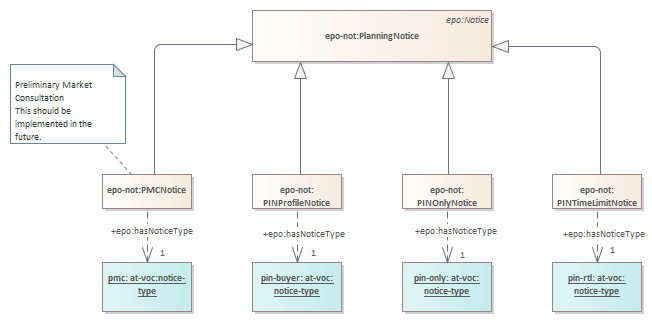 epo:Notice
epo-not:PlanningNotice
Preliminary Market
Consultation
This should be
implemented in the
future.
epo-not:PMCNotice
epo-not:
PINProfileNotice
epo-not:
PINOnlyNotice
epo-not:
PINTimeLimitNotice
+epo:hasNoticeType
+epo:hasNoticeType
+epo:hasNoticeType
+epo:hasNoticeType
1
1
1
1
pmc: at-voc:notice-
type
pin-buyer: at-voc:
notice-type
pin-only: at-voc:
notice-type
pin-rtl: at-voc:
notice-type